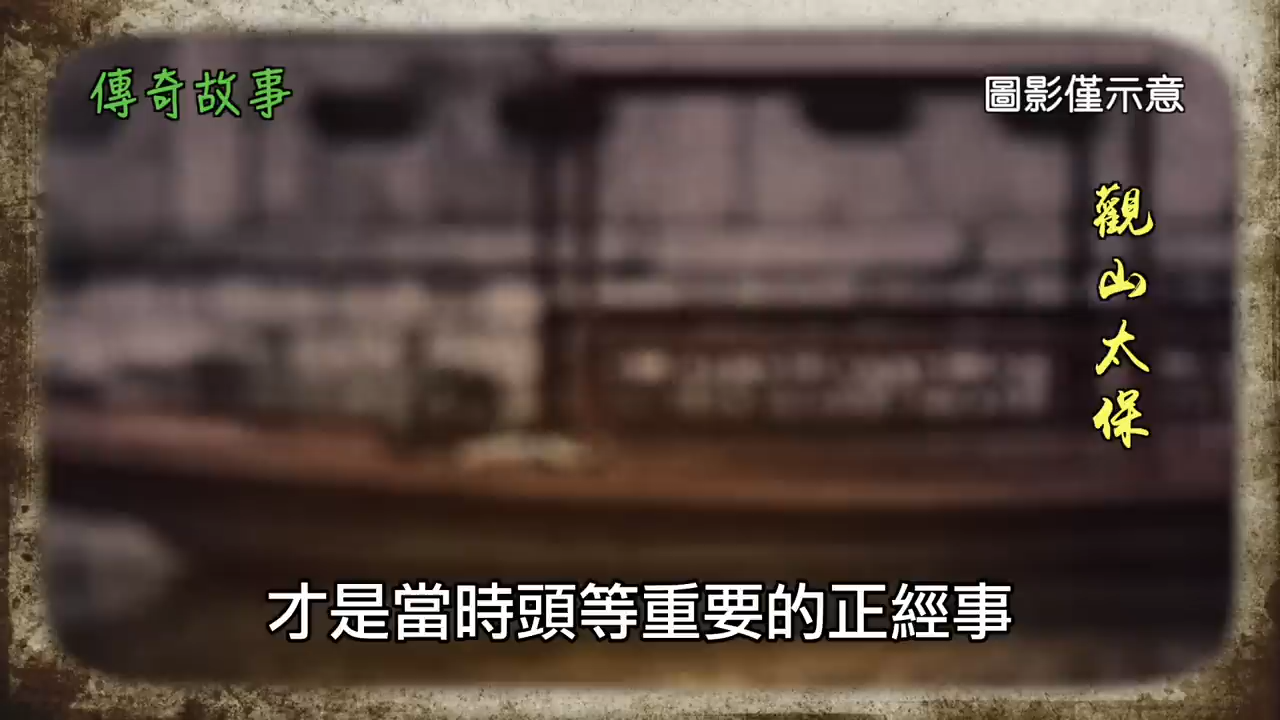 傳奇故事
圖影僅示意
觀山太保
才是當時頭等重要的正經事